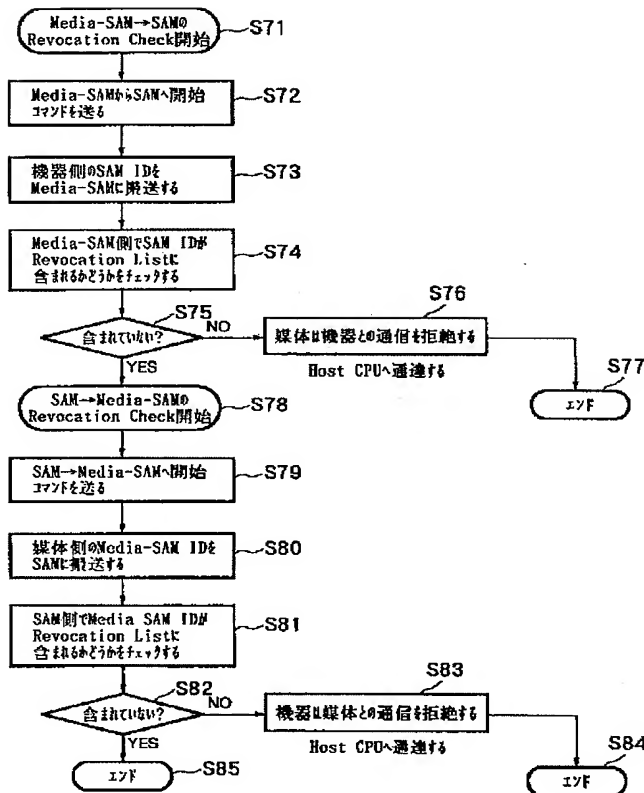 Media-SAM→SAMの
Revocation Check開始
S71
Media-SAMからSAMへ開始
コマンドを送る
S72
機器側のSAM IDを
Media-SAMに搬送する
S73
Media-SAM側でSAM IDが
Revocation Listに
含まれるかどうかをチェックする
S74
S75
含まれていない?
NO
YES
S76
媒体は機器との通信を拒絶する
Host CPUへ通達する
S77
エンド
SAM→Media-SAMの
Revocation Check開始
S78
SAM→Media-SAMへ開始
コマンドを送る
S79
媒体側のMedia-SAM IDを
SAMに搬送する
S80
SAM側でMedia SAM IDが
Revocation Listに
含まれるかどうかをチェックする
S81
S82
含まれていない?
NO
YES
S83
機器は媒体との通信を拒絶する
Host CPUへ通達する
S84
エンド
エンド
S85